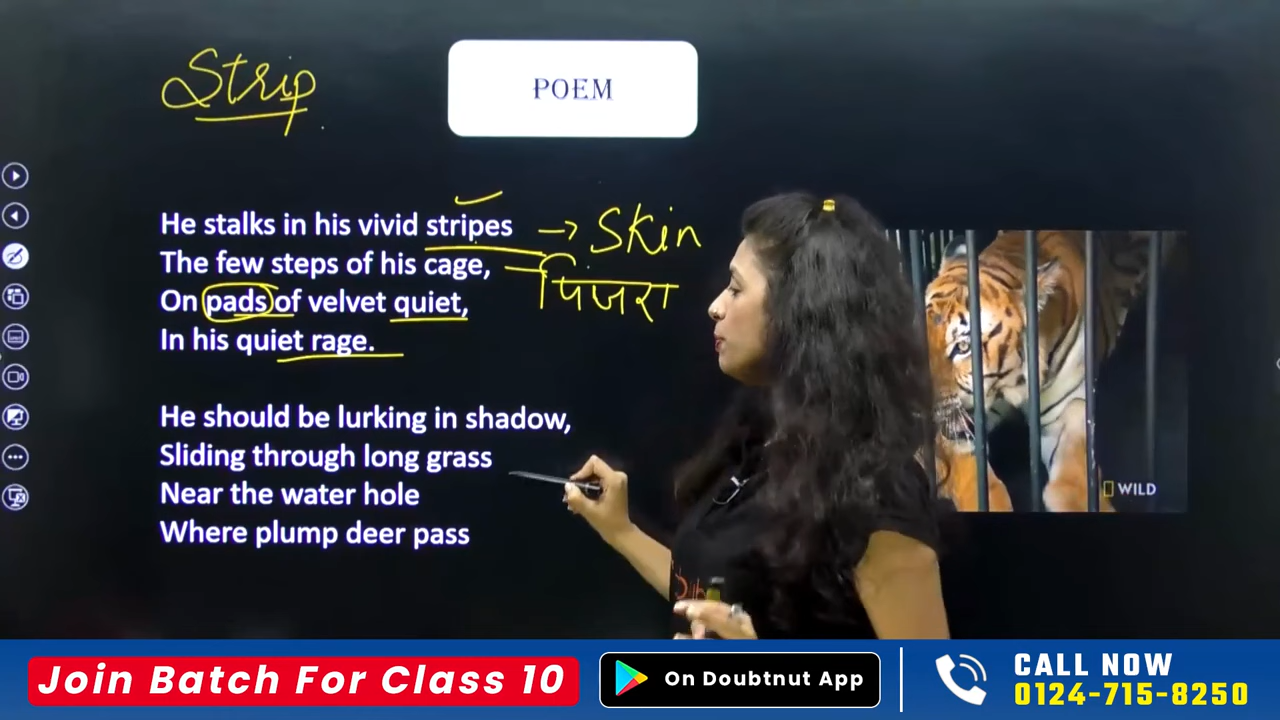 Strip
POEM
He stalks in his vivid stripes → Skin
The few steps of his cage, – पिंजरा
On pads of velvet quiet,
In his quiet rage.
He should be lurking in shadow,
Sliding through long grass
Near the water hole
Where plump deer pass
WILD
Join Batch For Class 10
On Doubtnut App
CALL NOW
0124-715-8250